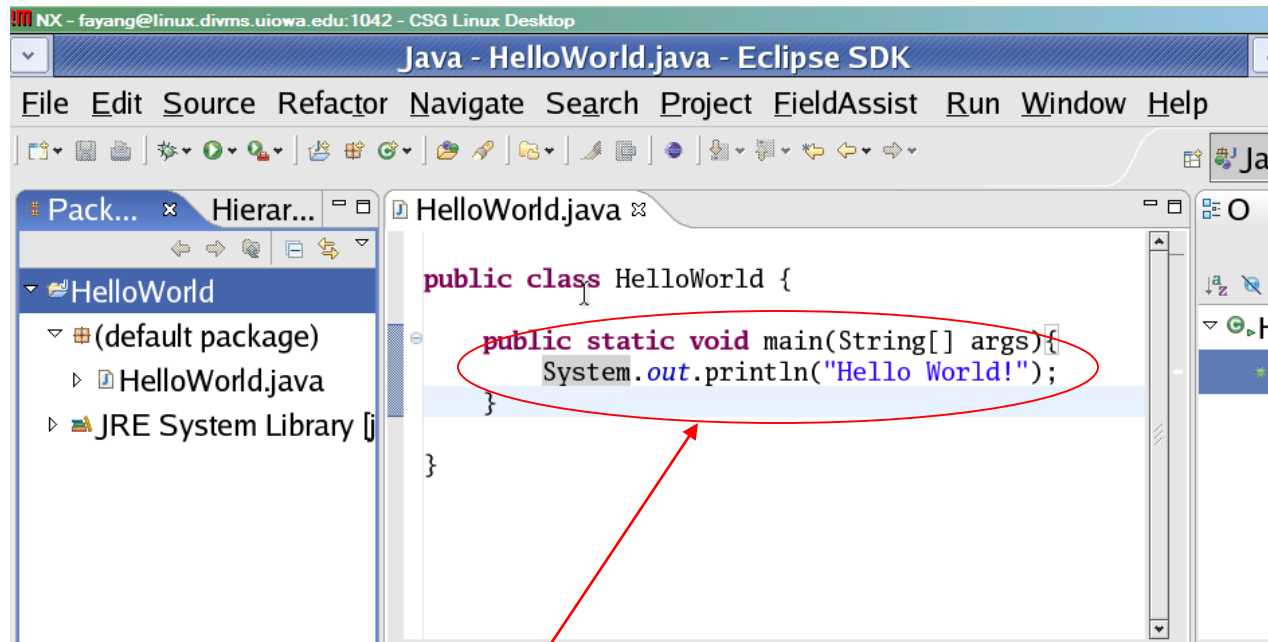 NX - fayang@linux.divms.uiowa.edu:1042 - CSG Linux Desktop
Java - HelloWorld.java - Eclipse SDK
File Edit Source Refactor Navigate Search Project FieldAssist Run Window Help
Ja
Pack... Hierar...
HelloWorld.java
O
HelloWorld
(default package)
HelloWorld.java
JRE System Library [j
public class HelloWorld {
public static void main(String[] args){
System.out.println("Hello World!");
}
}
H